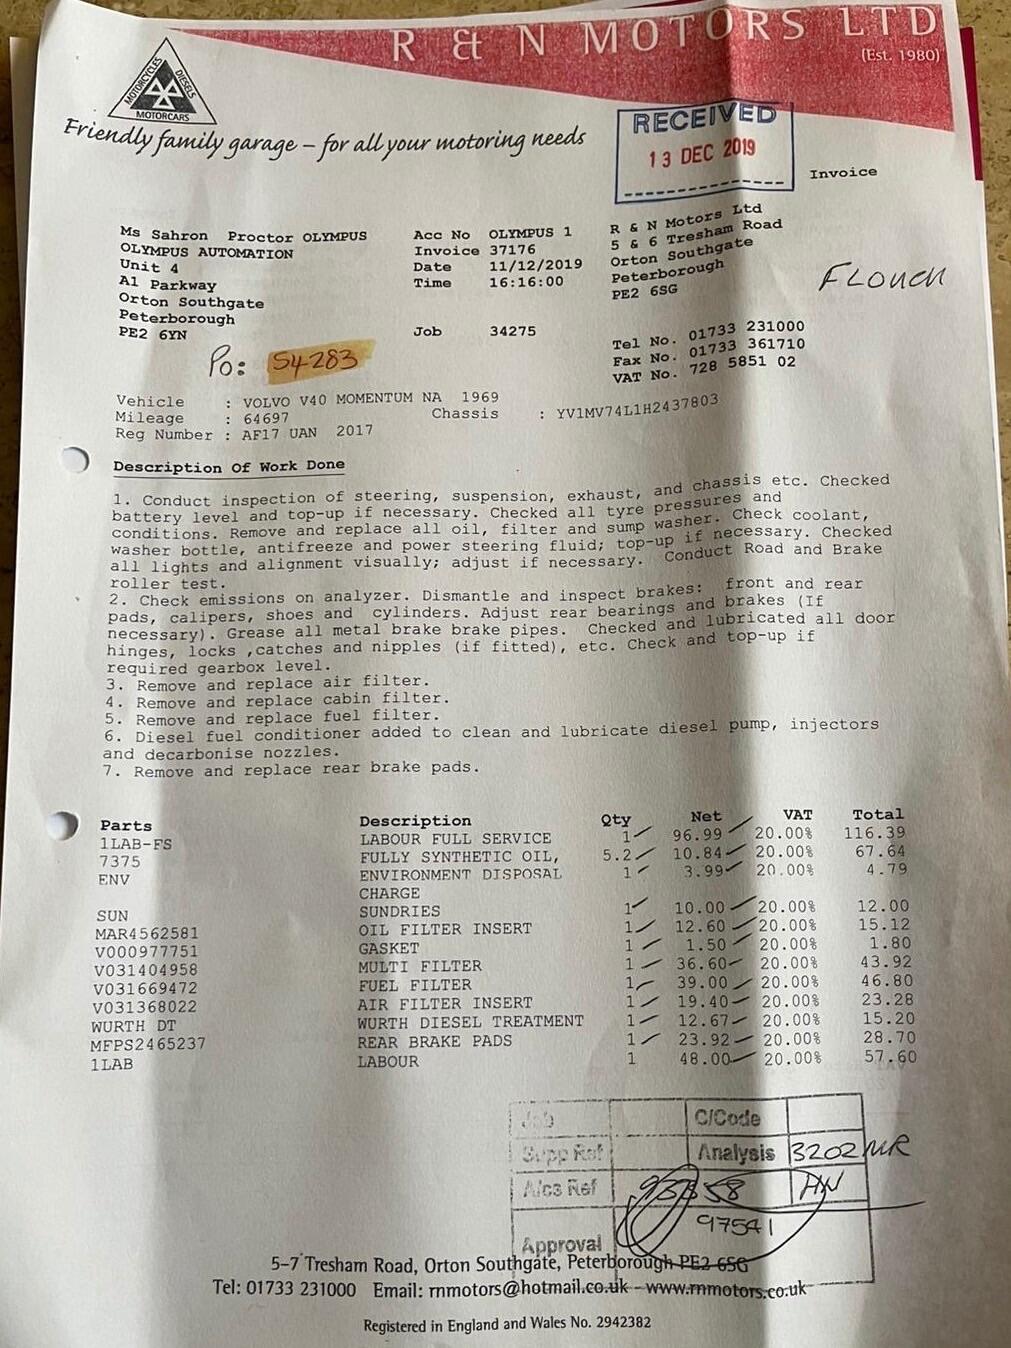 R & N MOTORS LTD
(Est. 1980)
MOTORCYCLES
DIESELS
MOTORCARS
Friendly family garage – for all your motoring needs
RECEIVED
13 DEC 2019
Invoice
Ms Sahron Proctor OLYMPUS
OLYMPUS AUTOMATION
Unit 4
A1 Parkway
Orton Southgate
Peterborough
PE2 6YN
Acc No OLYMPUS 1
Invoice 37176
Date 11/12/2019
Time 16:16:00
Job 34275
R & N Motors Ltd
5 & 6 Tresham Road
Orton Southgate
Peterborough
PE2 6SG
Tel No. 01733 231000
Fax No. 01733 361710
VAT No. 728 5851 02
Po: 54283
Vehicle : VOLVO V40 MOMENTUM NA 1969
Mileage : 64697 Chassis : YV1MV74L1H2437803
Reg Number : AF17 UAN 2017
Description Of Work Done
1. Conduct inspection of steering, suspension, exhaust, and chassis etc. Checked
battery level and top-up if necessary. Checked all tyre pressures and
conditions. Remove and replace all oil, filter and sump washer. Check coolant,
washer bottle, antifreeze and power steering fluid; top-up if necessary. Checked
all lights and alignment visually; adjust if necessary. Conduct Road and Brake
roller test.
2. Check emissions on analyzer. Dismantle and inspect brakes: front and rear
pads, calipers, shoes and cylinders. Adjust rear bearings and brakes (If
necessary). Grease all metal brake brake pipes. Checked and lubricated all door
hinges, locks ,catches and nipples (if fitted), etc. Check and top-up if
required gearbox level.
3. Remove and replace air filter.
4. Remove and replace cabin filter.
5. Remove and replace fuel filter.
6. Diesel fuel conditioner added to clean and lubricate diesel pump, injectors
and decarbonise nozzles.
7. Remove and replace rear brake pads.
Parts Description Qty Net VAT Total
1LAB-FS LABOUR FULL SERVICE 1 96.99 20.00% 116.39
7375 FULLY SYNTHETIC OIL, 5.2 10.84 20.00% 67.64
ENV ENVIRONMENT DISPOSAL 1 3.99 20.00% 4.79
CHARGE
SUN SUNDRIES 1 10.00 20.00% 12.00
MAR4562581 OIL FILTER INSERT 1 12.60 20.00% 15.12
V000977751 GASKET 1 1.50 20.00% 1.80
V031404958 MULTI FILTER 1 36.60 20.00% 43.92
V031669472 FUEL FILTER 1 39.00 20.00% 46.80
V031368022 AIR FILTER INSERT 1 19.40 20.00% 23.28
WURTH DT WURTH DIESEL TREATMENT 1 12.67 20.00% 15.20
MFPS2465237 REAR BRAKE PADS 1 23.92 20.00% 28.70
1LAB LABOUR 1 48.00 20.00% 57.60
Job C/Code
Supp Ref Analysis 3202
A/cs Ref
97541
Approval
5-7 Tresham Road, Orton Southgate, Peterborough PE2 6SG
Tel: 01733 231000 Email: rnmotors@hotmail.co.uk – www.rnmotors.co.uk
Registered in England and Wales No. 2942382